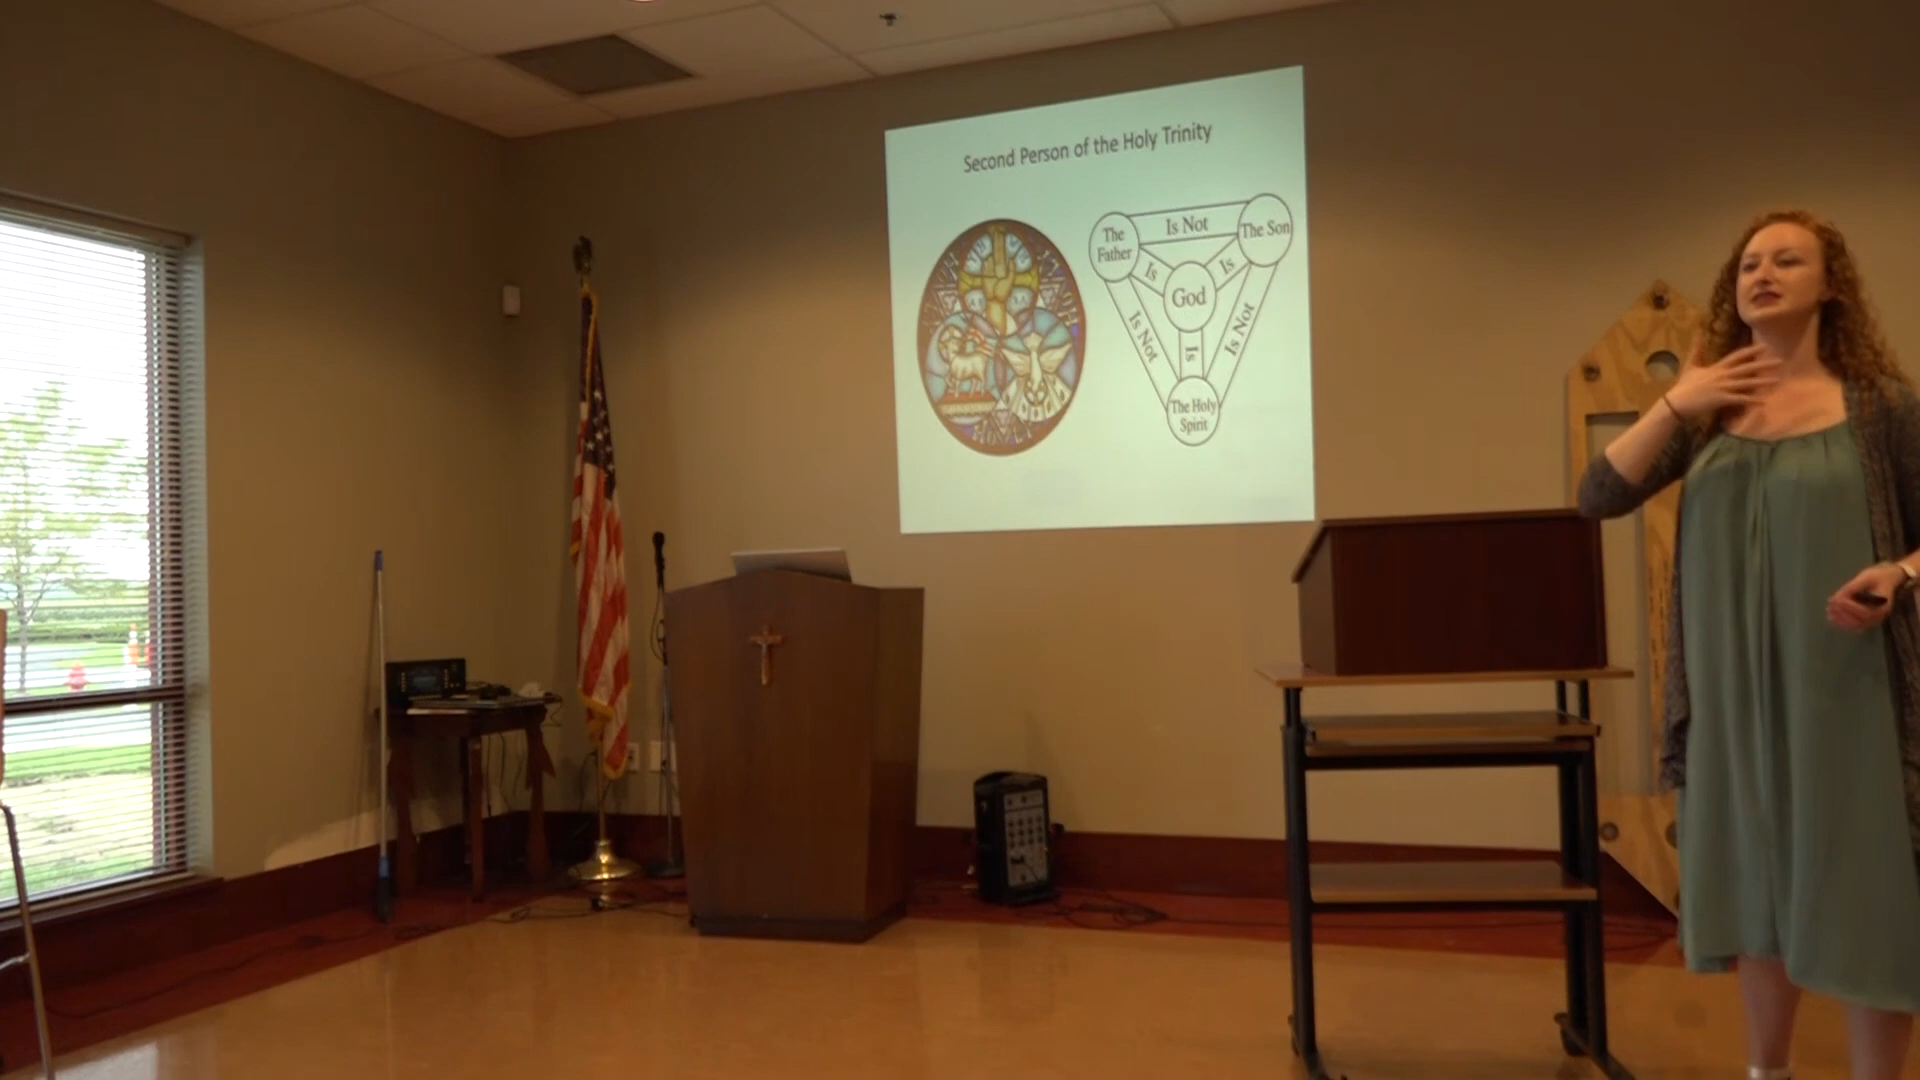 Second Person of the Holy Trinity
The
Father
Is Not
The Son
Is
Is
God
Is Not
Is
Is Not
The Holy
Spirit